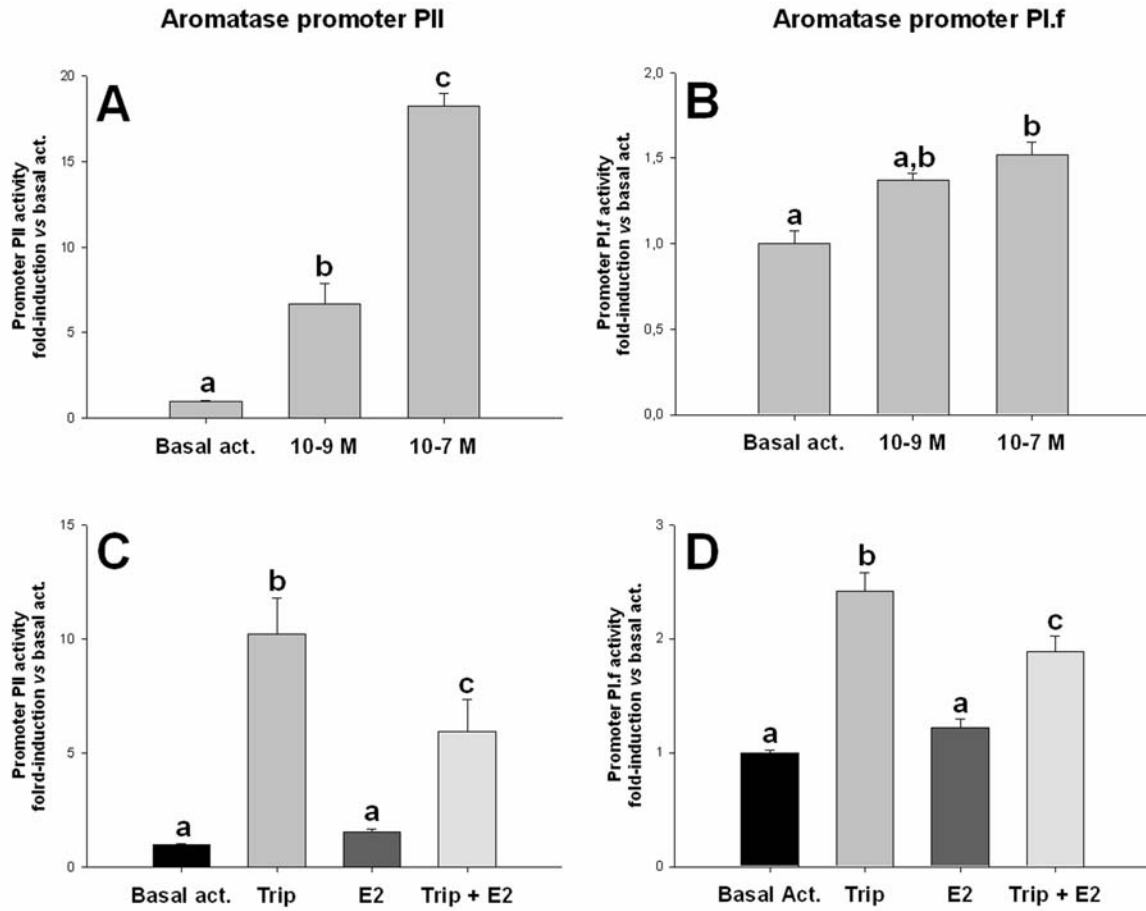 Aromatase promoter PII
Aromatase promoter PI.f
A
Promoter PII activity
fold-induction vs basal act.
20
15
10
5
0
a
b
c
Basal act.
10-9 M
10-7 M
B
Promoter PI.f activity
fold-induction vs basal act.
2,0
1,5
1,0
0,5
0,0
a
a,b
b
Basal act.
10-9 M
10-7 M
C
Promoter PII activity
folrd-induction vs basal act.
15
10
5
0
a
b
a
c
Basal act.
Trip
E2
Trip + E2
D
Promoter PI.f activity
fold-induction vs basal act.
3
2
1
0
a
b
a
c
Basal Act.
Trip
E2
Trip + E2